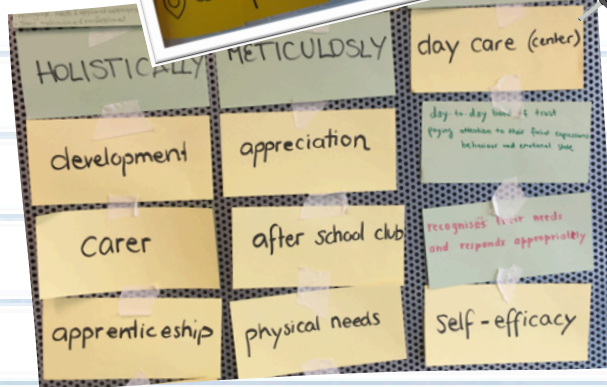 HOLISTICALLY
METICULOSLY
day care (center)
development
appreciation
day to day bond of trust
paying attention to their facial expressions
behaviour and emotional state
carer
after school club
recognises their needs
and responds appropriately
apprenticeship
physical needs
self-efficacy